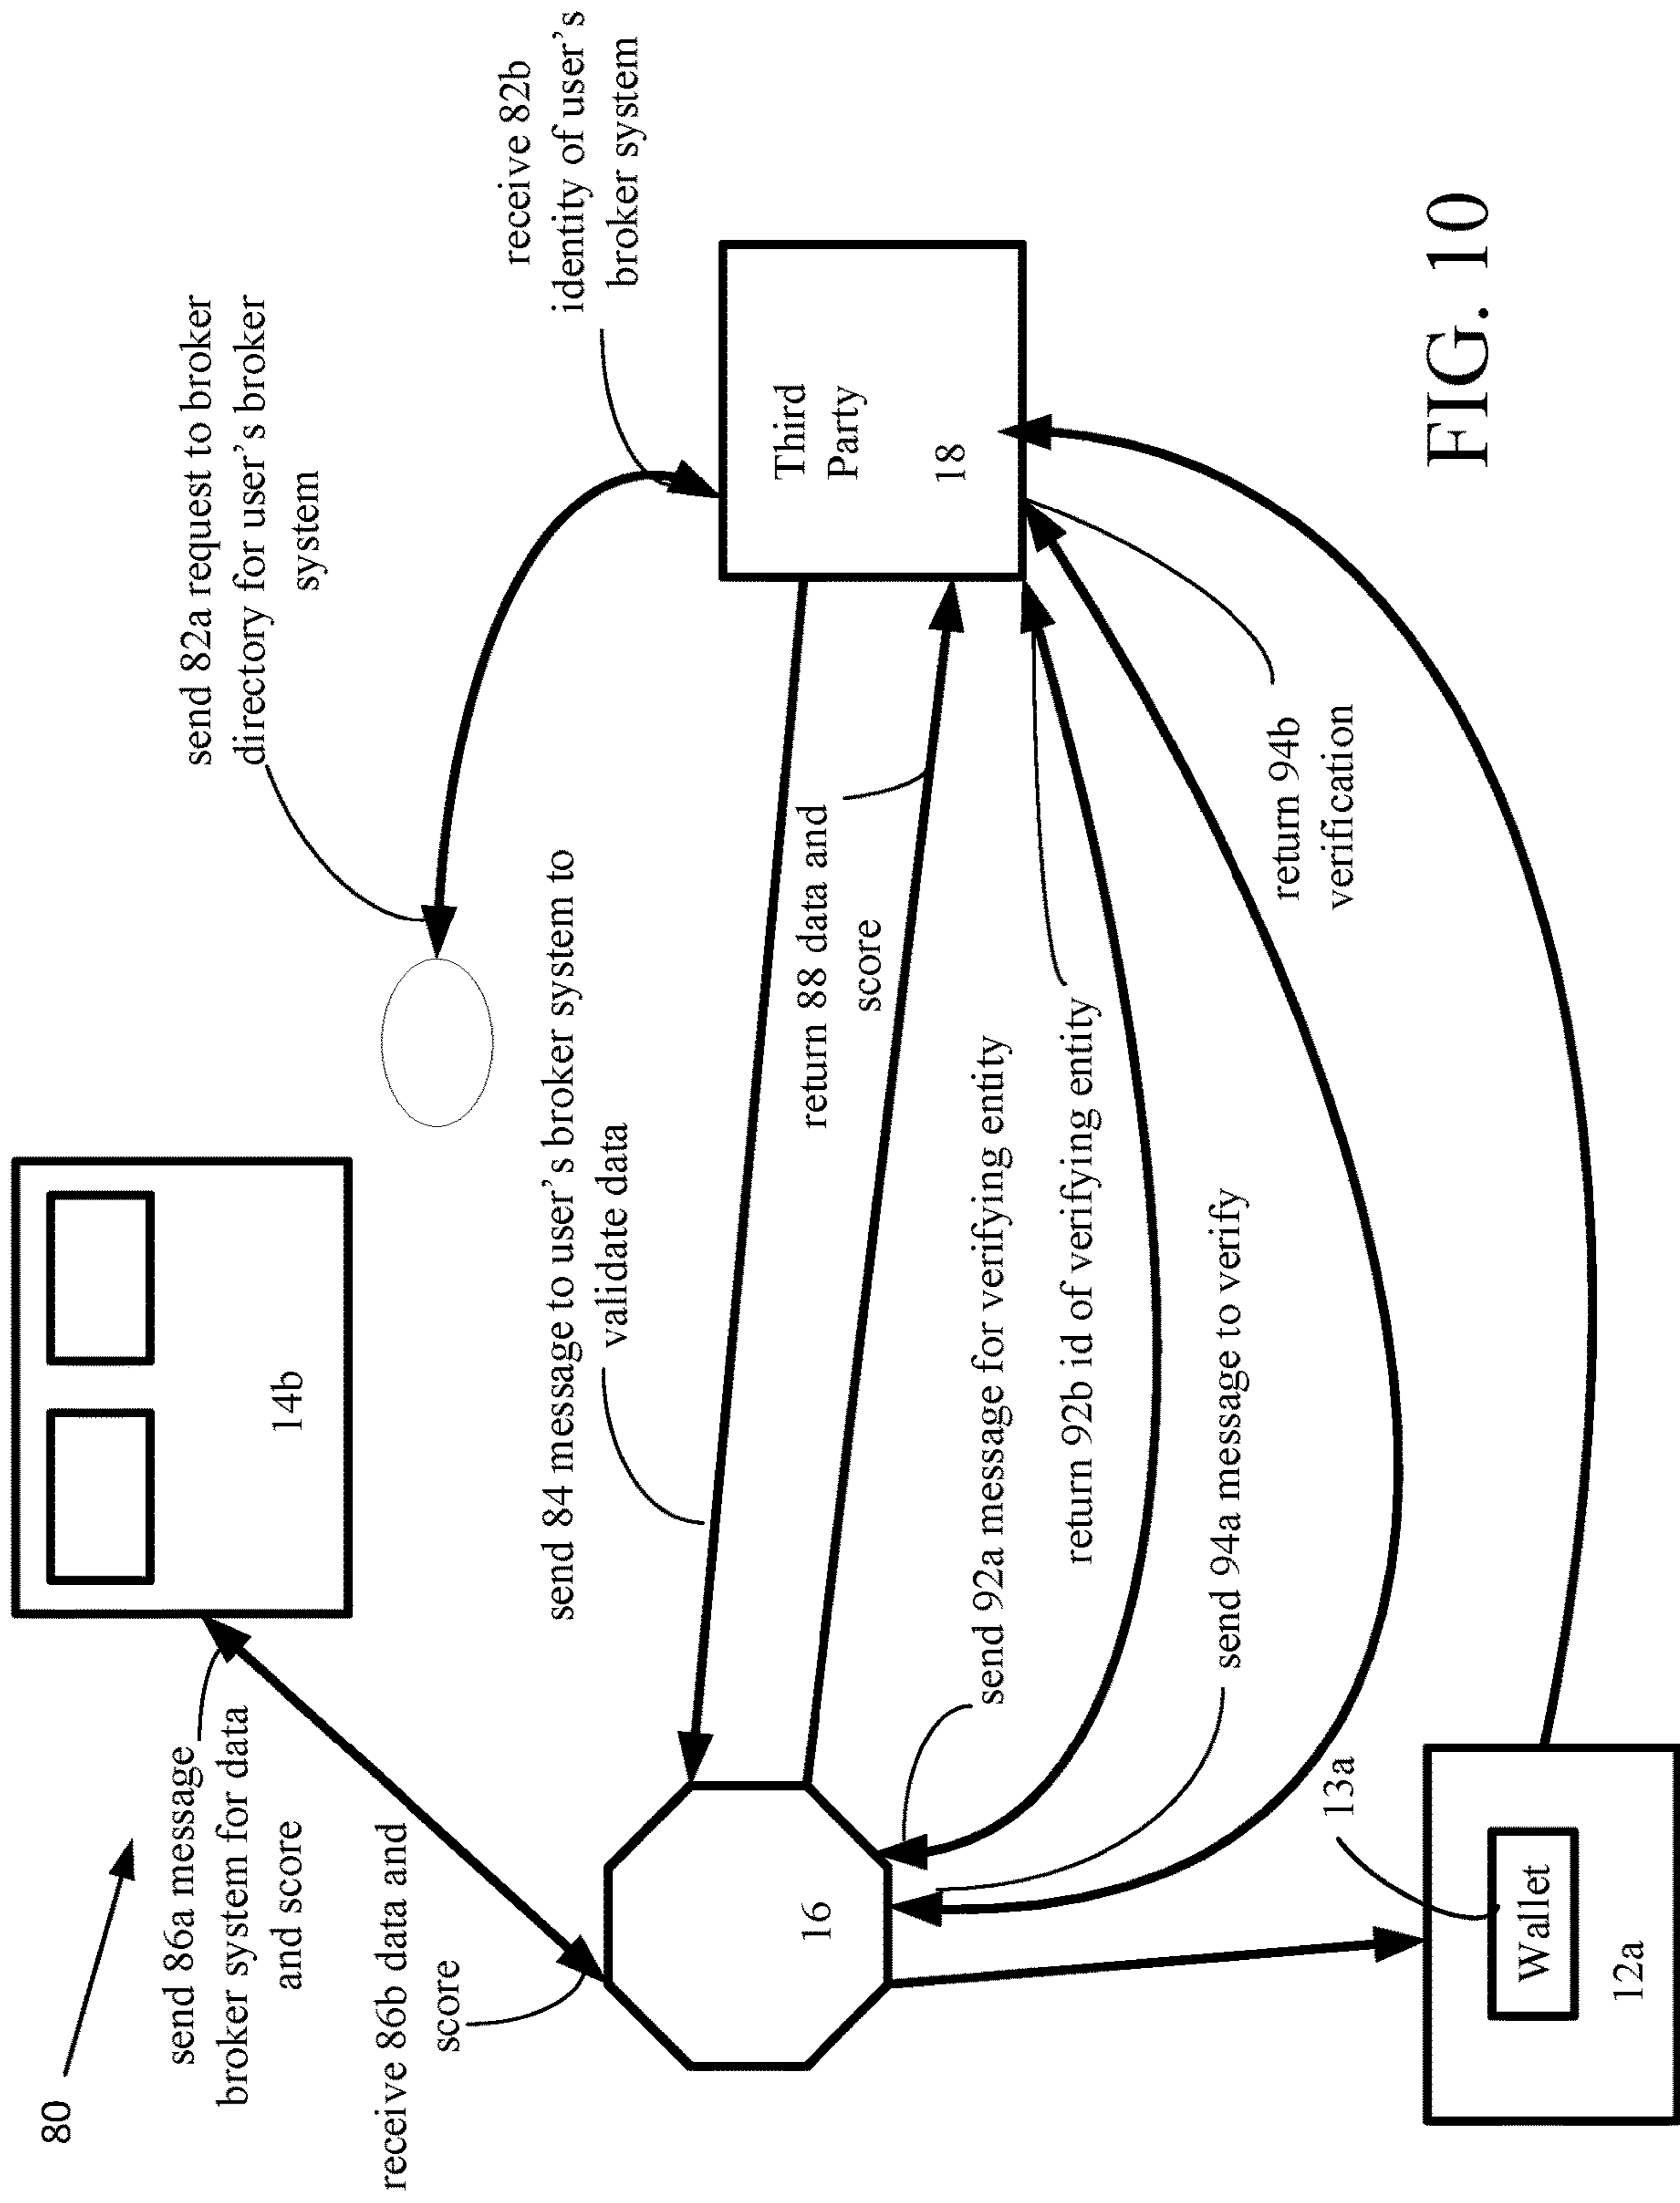 80
send 86a message
broker system for data
and score
receive 86b data and
score
14b
send 82a request to broker
directory for user's broker
system
receive 82b
identity of user's
broker system
send 84 message to user's broker system to
validate data
return 88 data and
score
Third
Party
18
16
send 92a message for verifying entity
return 92b id of verifying entity
send 94a message to verify
return 94b
verification
13a
Wallet
12a
FIG. 10